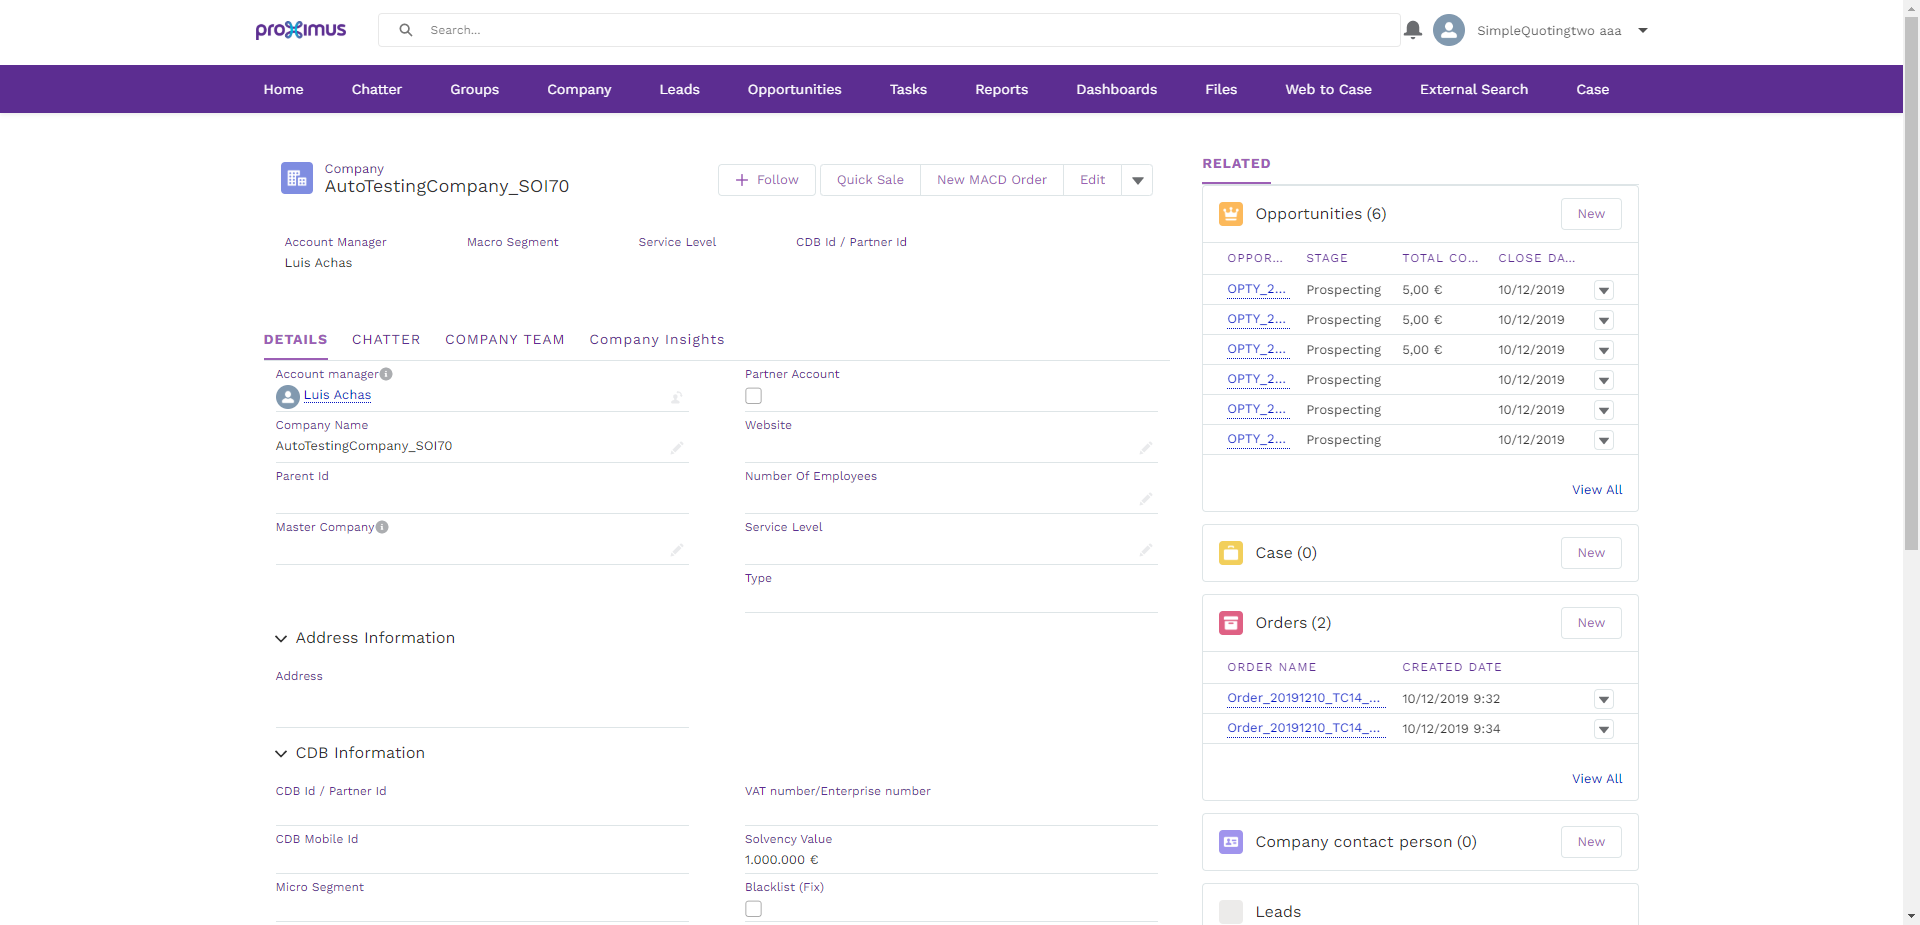 proximus
Search...
SimpleQuotingtwo aaa
Home Chatter Groups Company Leads Opportunities Tasks Reports Dashboards Files Web to Case External Search Case
Company
AutoTestingCompany_SOI70
Follow Quick Sale New MACD Order Edit
Account Manager Macro Segment Service Level CDB Id / Partner Id
Luis Achas
DETAILS CHATTER COMPANY TEAM Company Insights
Account manager Partner Account
Luis Achas
Company Name Website
AutoTestingCompany_SOI70
Parent Id Number Of Employees
Master Company Service Level
Type
Address Information
Address
CDB Information
CDB Id / Partner Id VAT number/Enterprise number
CDB Mobile Id Solvency Value
1.000.000 €
Micro Segment Blacklist (Fix)
RELATED
Opportunities (6) New
OPPOR... STAGE TOTAL CO... CLOSE DA...
OPTY_2... Prospecting 5,00 € 10/12/2019
OPTY_2... Prospecting 5,00 € 10/12/2019
OPTY_2... Prospecting 5,00 € 10/12/2019
OPTY_2... Prospecting 10/12/2019
OPTY_2... Prospecting 10/12/2019
OPTY_2... Prospecting 10/12/2019
View All
Case (0) New
Orders (2) New
ORDER NAME CREATED DATE
Order_20191210_TC14_... 10/12/2019 9:32
Order_20191210_TC14_... 10/12/2019 9:34
View All
Company contact person (0) New
Leads